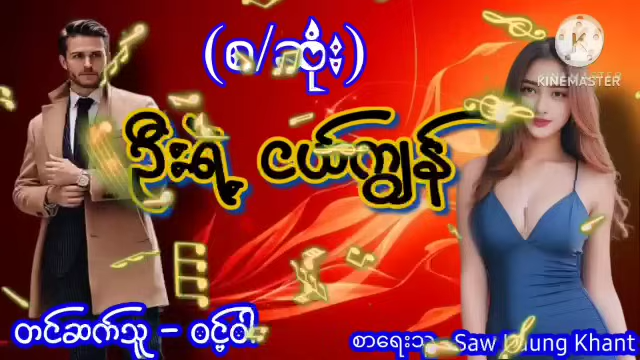 (စ/ဆုံး)
KINEMASTER
ဦးရဲ့ ငယ်ကျွန်
တင်ဆက်သူ - ဝင့်ဝါ
စာရေးသူ - Saw Khant